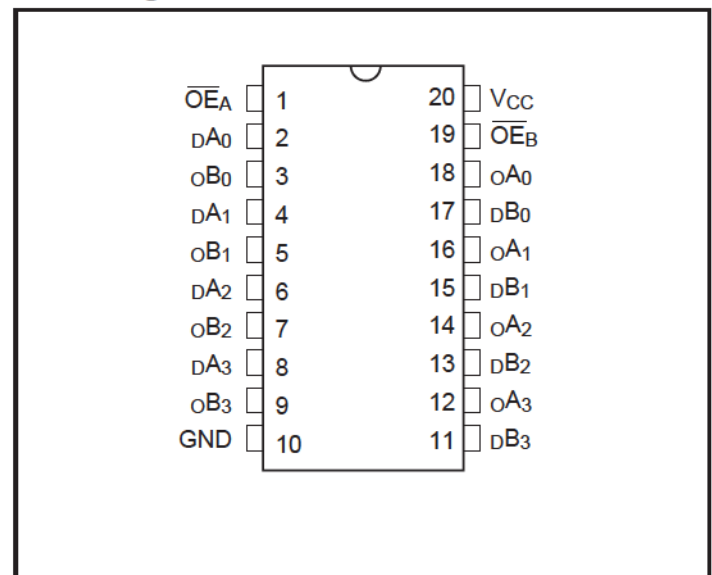 OEA 1 20 VCC
DA0 2 19 OEB
OB0 3 18 OA0
DA1 4 17 DB0
OB1 5 16 OA1
DA2 6 15 DB1
OB2 7 14 OA2
DA3 8 13 DB2
OB3 9 12 OA3
GND 10 11 DB3